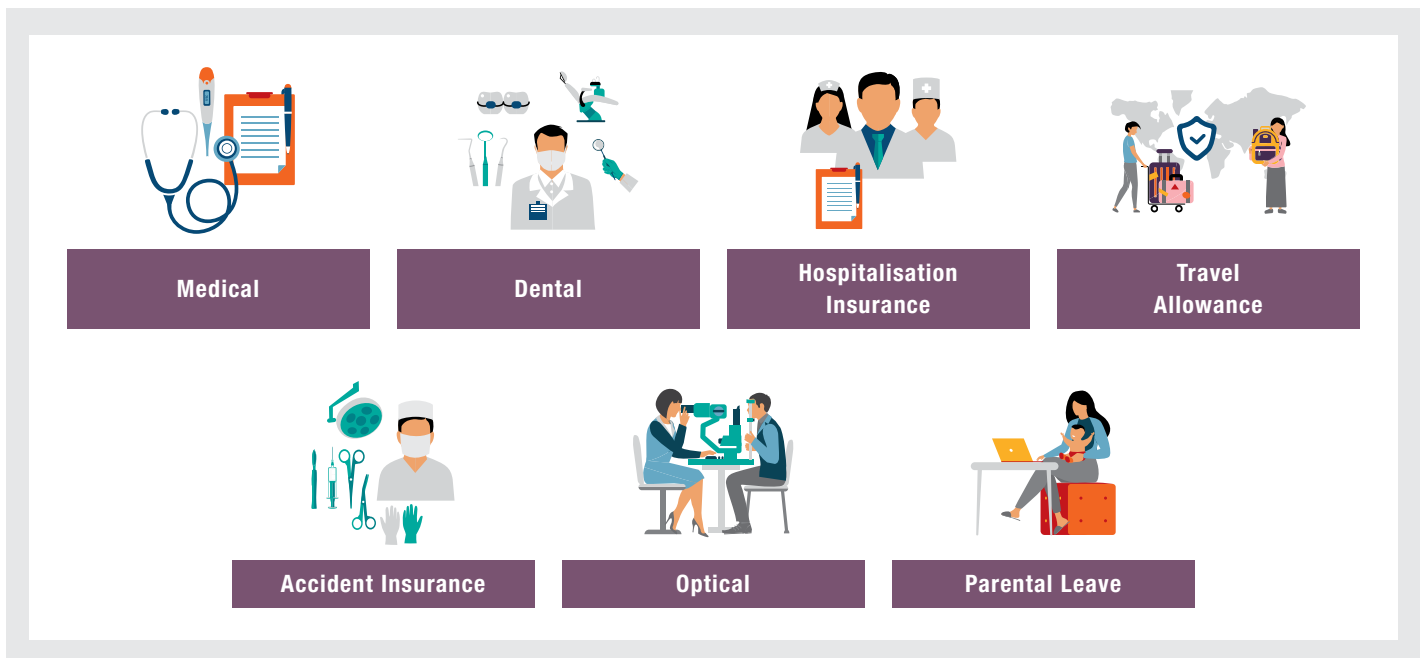 Medical
Dental
Hospitalisation
Insurance
Travel
Allowance
Accident Insurance
Optical
Parental Leave